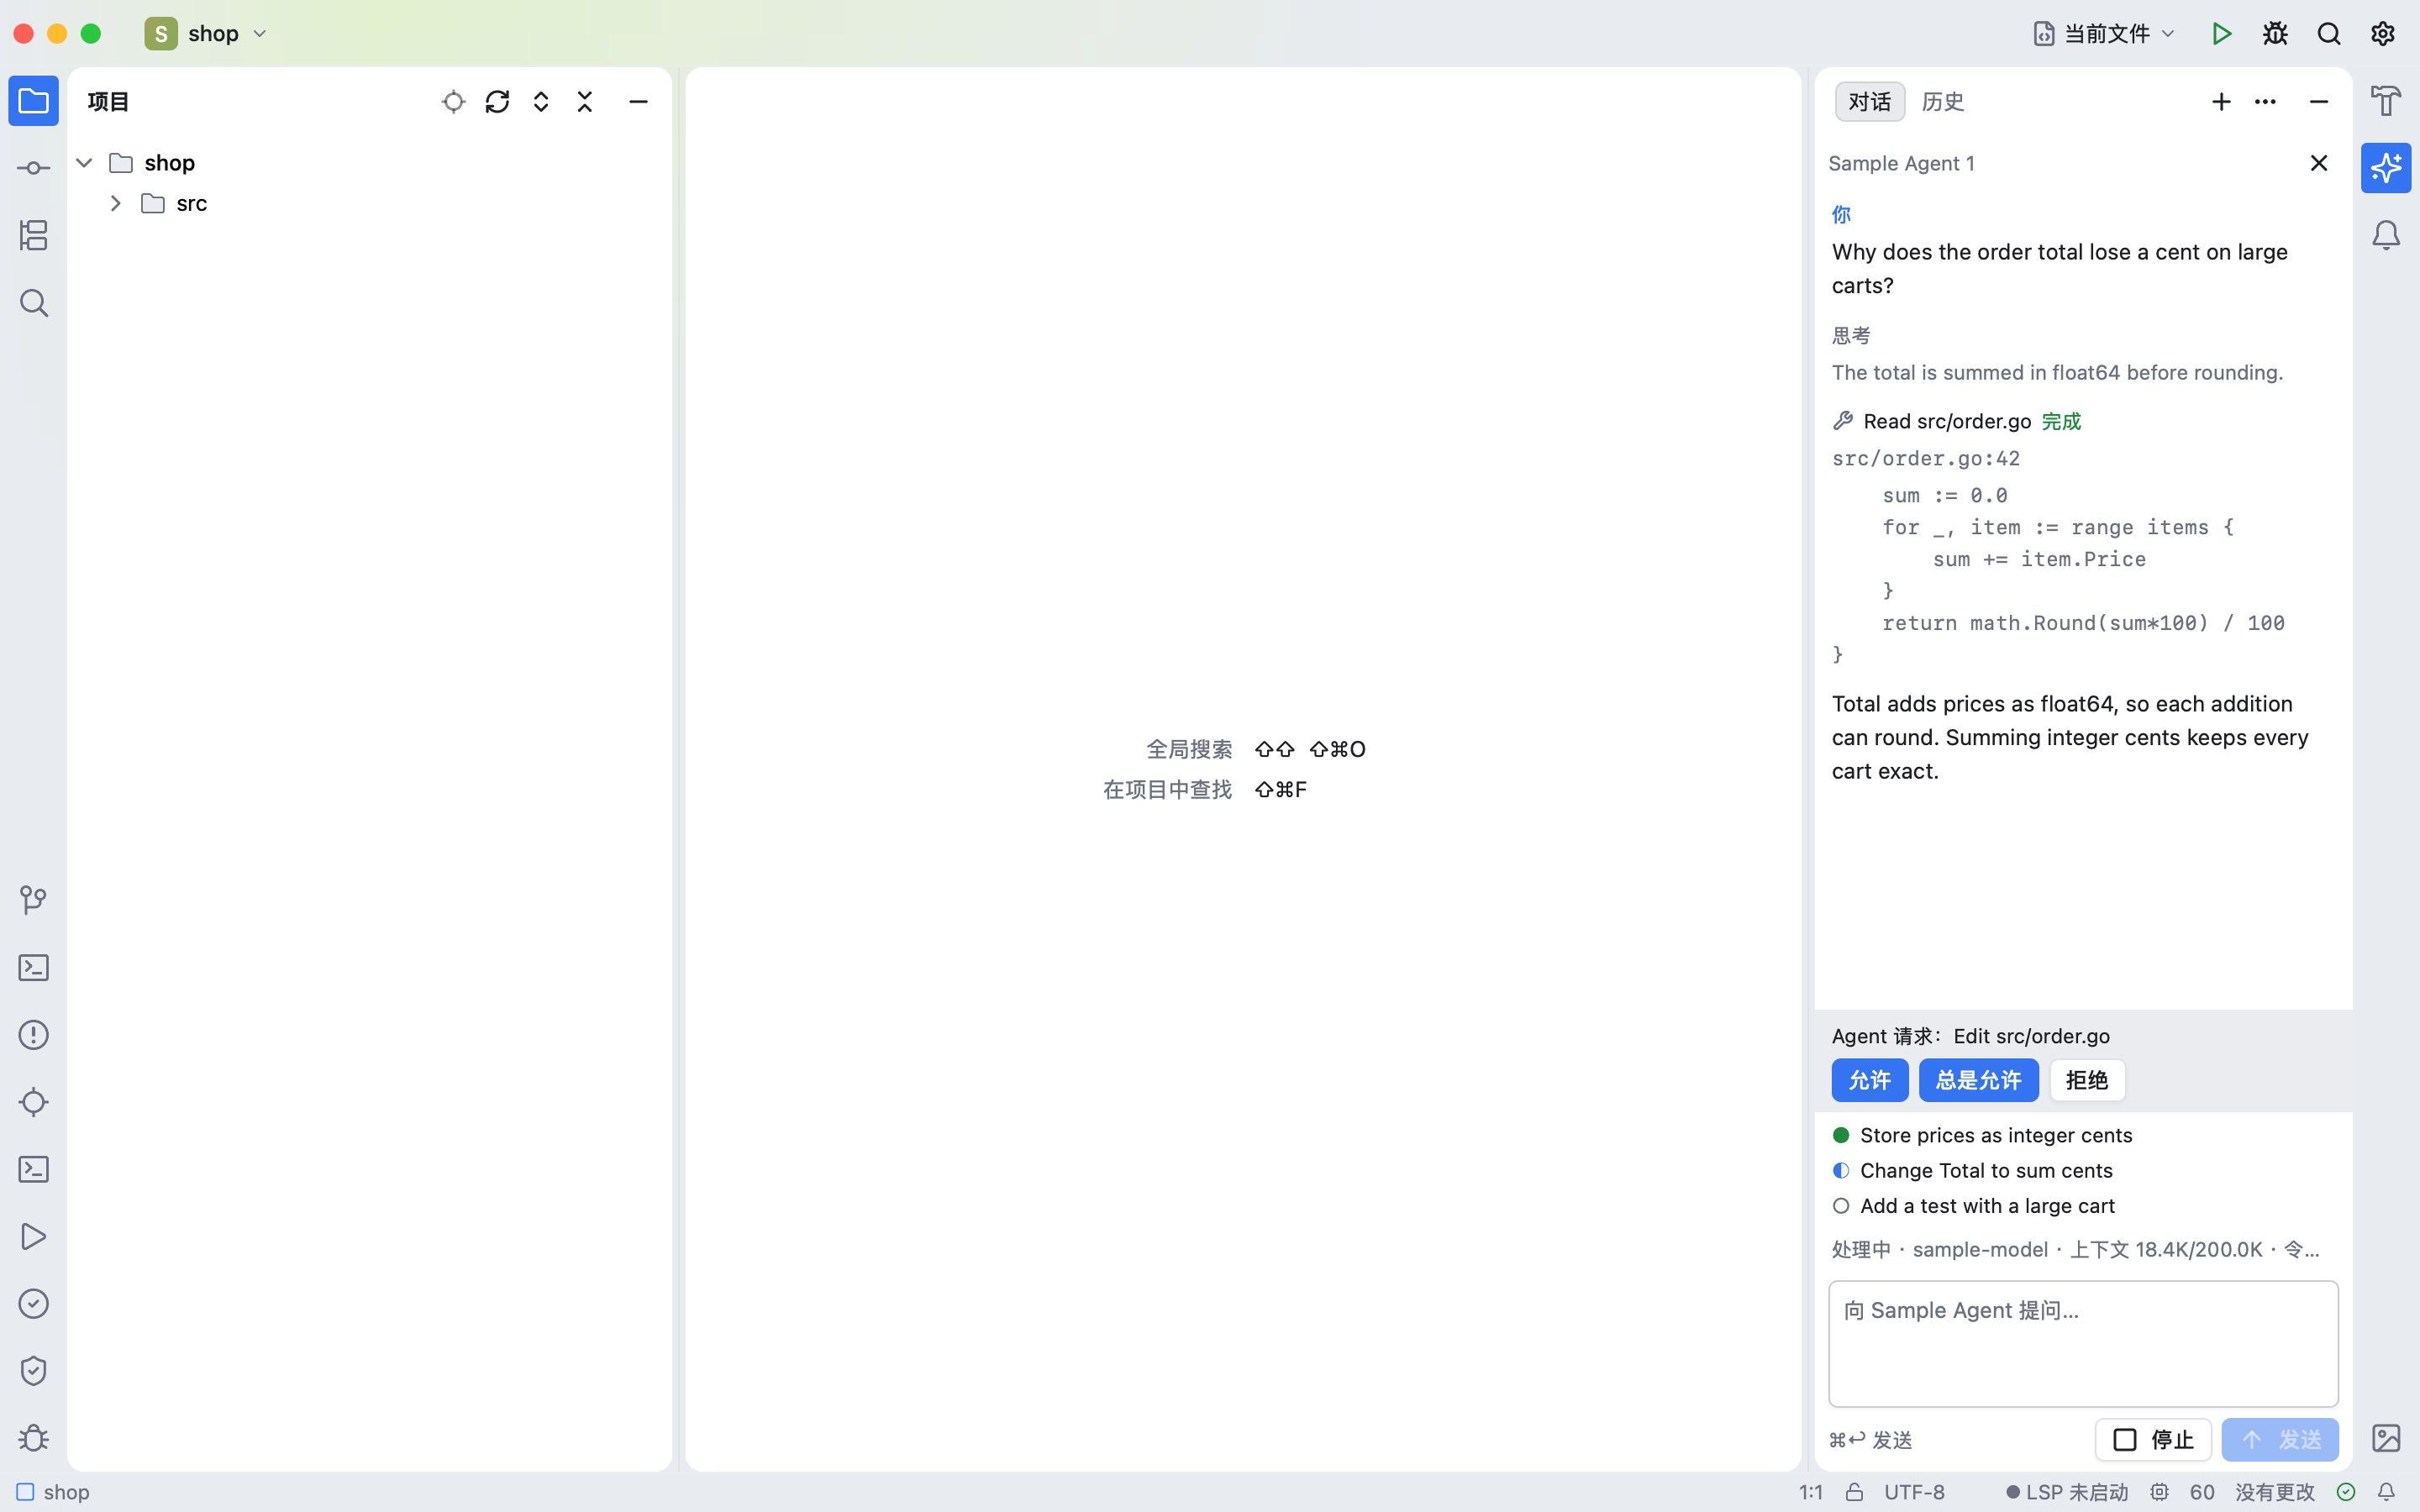 S shop
当前文件
项目
shop
src
全局搜索 ⇧⇧ ⇧⌘O
在项目中查找 ⇧⌘F
对话 历史
Sample Agent 1
你
Why does the order total lose a cent on large
carts?
思考
The total is summed in float64 before rounding.
Read src/order.go 完成
src/order.go:42
sum := 0.0
for _, item := range items {
sum += item.Price
}
return math.Round(sum*100) / 100
}
Total adds prices as float64, so each addition
can round. Summing integer cents keeps every
cart exact.
Agent 请求：Edit src/order.go
允许 总是允许 拒绝
Store prices as integer cents
Change Total to sum cents
Add a test with a large cart
处理中 · sample-model · 上下文 18.4K/200.0K · 令...
向 Sample Agent 提问...
⌘↩ 发送 停止 发送
shop
1:1 UTF-8 LSP 未启动 60 没有更改